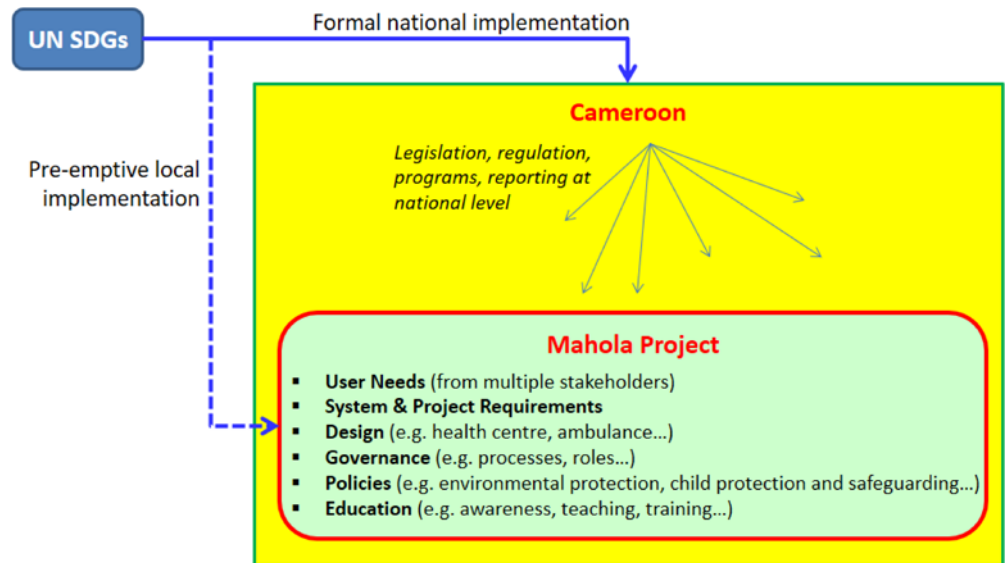 UN SDGs
Formal national implementation
Pre-emptive local
implementation
Cameroon
Legislation, regulation,
programs, reporting at
national level
Mahola Project
▪ User Needs (from multiple stakeholders)
▪ System & Project Requirements
▪ Design (e.g. health centre, ambulance…)
▪ Governance (e.g. processes, roles…)
▪ Policies (e.g. environmental protection, child protection and safeguarding…)
▪ Education (e.g. awareness, teaching, training…)